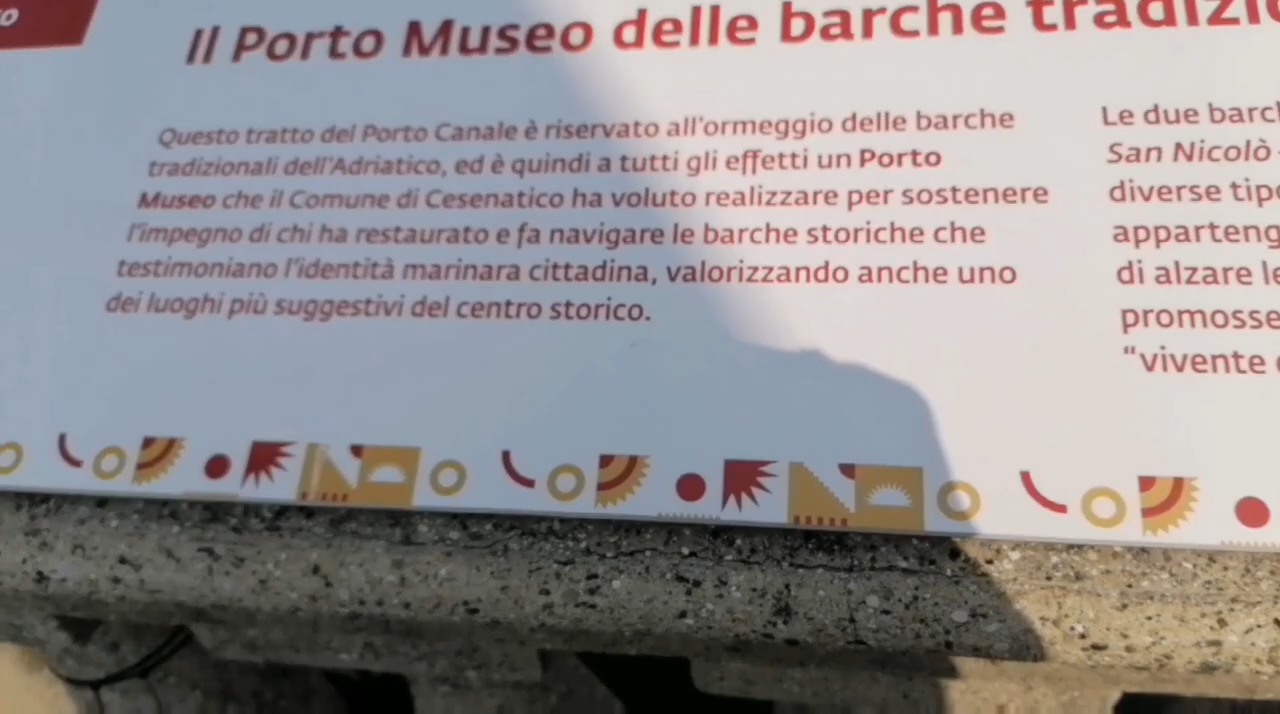 Il Porto Museo delle barche
Questo tratto del Porto Canale è riservato all'ormeggio delle barche
tradizionali dell'Adriatico, ed è quindi a tutti gli effetti un Porto
Museo che il Comune di Cesenatico ha voluto realizzare per sostenere
l'impegno di chi ha restaurato e fa navigare le barche storiche che
testimoniano l'identità marinara cittadina, valorizzando anche uno
dei luoghi più suggestivi del centro storico.
Le due
San Nicolò
diverse
di alzare
promosse
"vivente